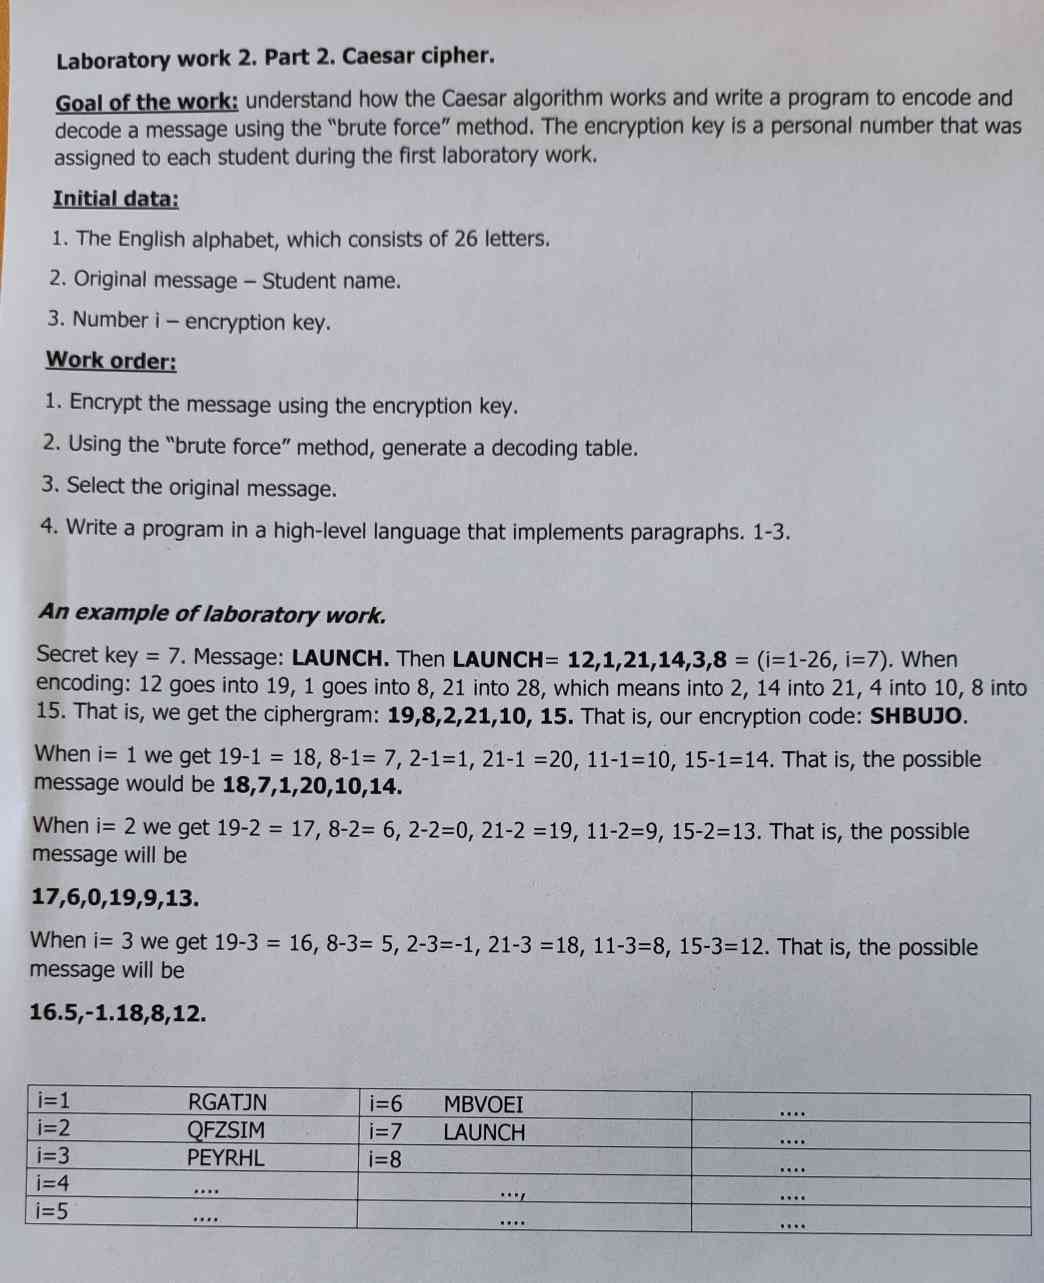 Laboratory work 2. Part 2. Caesar cipher.
Goal of the work: understand how the Caesar algorithm works and write a program to encode and
decode a message using the “brute force” method. The encryption key is a personal number that was
assigned to each student during the first laboratory work.
Initial data:
1. The English alphabet, which consists of 26 letters.
2. Original message – Student name.
3. Number i – encryption key.
Work order:
1. Encrypt the message using the encryption key.
2. Using the “brute force” method, generate a decoding table.
3. Select the original message.
4. Write a program in a high-level language that implements paragraphs. 1-3.
An example of laboratory work.
Secret key = 7. Message: LAUNCH. Then LAUNCH= 12,1,21,14,3,8 = (i=1-26, i=7). When
encoding: 12 goes into 19, 1 goes into 8, 21 into 28, which means into 2, 14 into 21, 4 into 10, 8 into
15. That is, we get the ciphergram: 19,8,2,21,10, 15. That is, our encryption code: SHBUJO.
When i= 1 we get 19-1 = 18, 8-1= 7, 2-1=1, 21-1 =20, 11-1=10, 15-1=14. That is, the possible
message would be 18,7,1,20,10,14.
When i= 2 we get 19-2 = 17, 8-2= 6, 2-2=0, 21-2 =19, 11-2=9, 15-2=13. That is, the possible
message will be
17,6,0,19,9,13.
When i= 3 we get 19-3 = 16, 8-3= 5, 2-3=-1, 21-3 =18, 11-3=8, 15-3=12. That is, the possible
message will be
16.5,-1.18,8,12.
i=1 RGATJN i=6 MBVOEI ....
i=2 QFZSIM i=7 LAUNCH ....
i=3 PEYRHL i=8 ....
i=4 .... ..., ....
i=5 .... .... ....